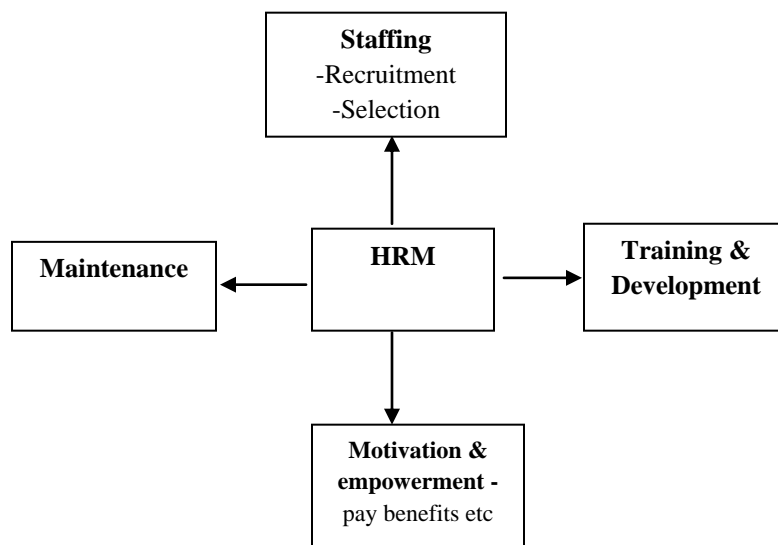 Staffing
-Recruitment
-Selection
Maintenance
HRM
Training &
Development
Motivation &
empowerment -
pay benefits etc